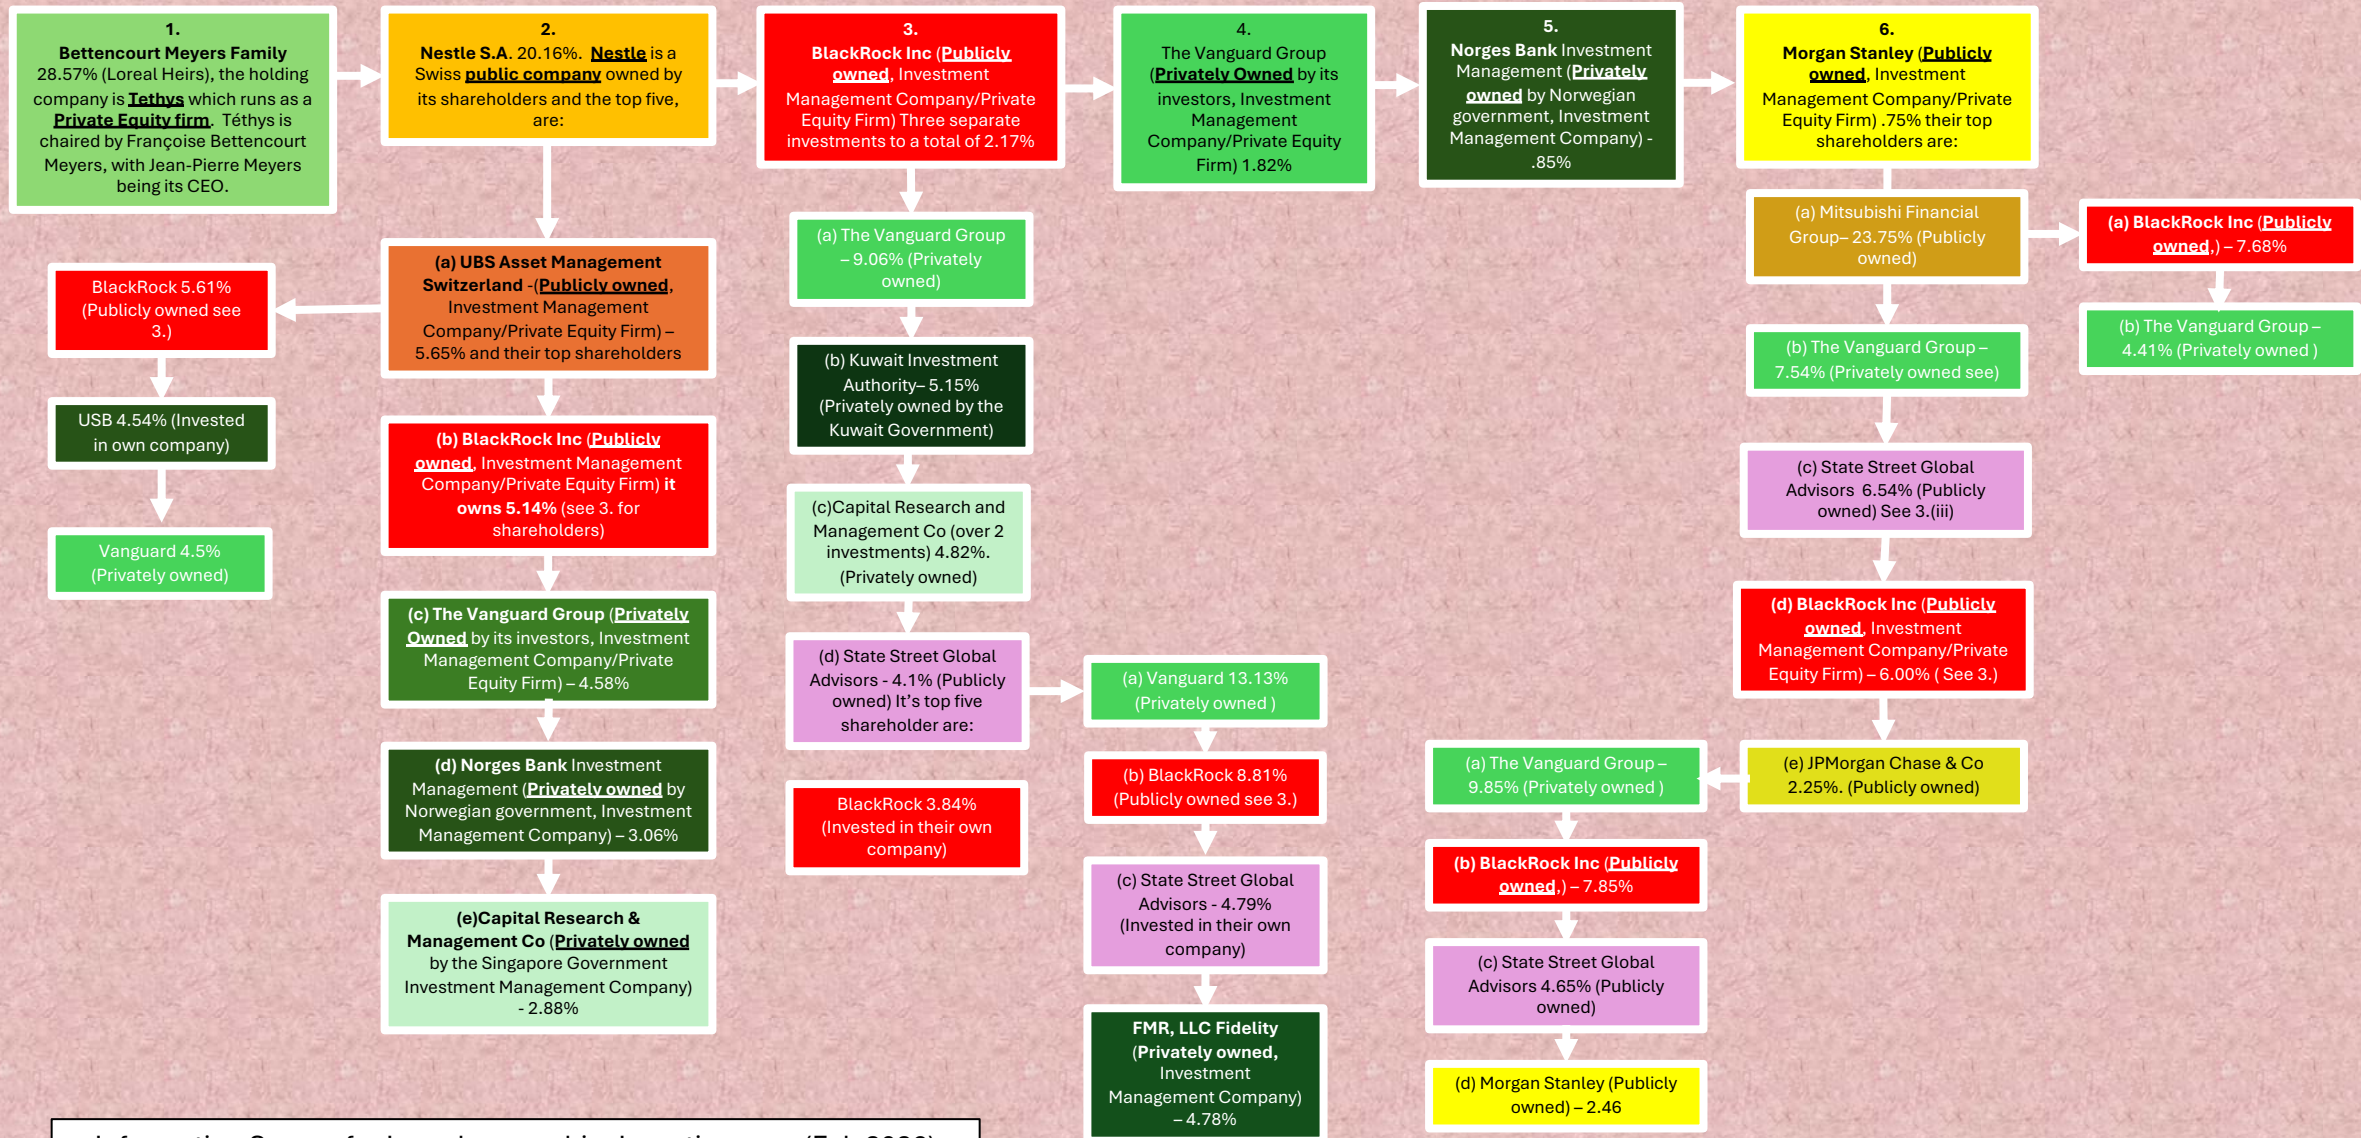 1.
Bettencourt Meyers Family
28.57% (Loreal Heirs), the holding
company is Tethys which runs as a
Private Equity firm. Téthys is
chaired by Françoise Bettencourt
Meyers, with Jean-Pierre Meyers
being its CEO.
2.
Nestle S.A. 20.16%. Nestle is a
Swiss public company owned by
its shareholders and the top five,
are:
3.
BlackRock Inc (Publicly
owned, Investment
Management Company/Private
Equity Firm) Three separate
investments to a total of 2.17%
4.
The Vanguard Group
(Privately Owned by its
investors, Investment
Management
Company/Private Equity
Firm) 1.82%
5.
Norges Bank Investment
Management (Privately
owned by Norwegian
government, Investment
Management Company) -
.85%
6.
Morgan Stanley (Publicly
owned, Investment
Management Company/Private
Equity Firm) .75% their top
shareholders are:
BlackRock 5.61%
(Publicly owned see
3.)
USB 4.54% (Invested
in own company)
Vanguard 4.5%
(Privately owned)
(a) UBS Asset Management
Switzerland -(Publicly owned,
Investment Management
Company/Private Equity Firm) –
5.65% and their top shareholders
(b) BlackRock Inc (Publicly
owned, Investment Management
Company/Private Equity Firm) it
owns 5.14% (see 3. for
shareholders)
(c) The Vanguard Group (Privately
Owned by its investors, Investment
Management Company/Private
Equity Firm) – 4.58%
(d) Norges Bank Investment
Management (Privately owned by
Norwegian government, Investment
Management Company) – 3.06%
(e)Capital Research &
Management Co (Privately owned
by the Singapore Government
Investment Management Company)
- 2.88%
(a) The Vanguard Group
– 9.06% (Privately
owned)
(b) Kuwait Investment
Authority– 5.15%
(Privately owned by the
Kuwait Government)
(c)Capital Research and
Management Co (over 2
investments) 4.82%.
(Privately owned)
(d) State Street Global
Advisors - 4.1% (Publicly
owned) It's top five
shareholder are:
BlackRock 3.84%
(Invested in their own
company)
(a) Vanguard 13.13%
(Privately owned )
(b) BlackRock 8.81%
(Publicly owned see 3.)
(c) State Street Global
Advisors - 4.79%
(Invested in their own
company)
FMR, LLC Fidelity
(Privately owned,
Investment
Management Company)
– 4.78%
(a) Mitsubishi Financial
Group– 23.75% (Publicly
owned)
(a) BlackRock Inc (Publicly
owned,) – 7.68%
(b) The Vanguard Group –
4.41% (Privately owned )
(b) The Vanguard Group –
7.54% (Privately owned see)
(c) State Street Global
Advisors 6.54% (Publicly
owned) See 3.(iii)
(d) BlackRock Inc (Publicly
owned, Investment
Management Company/Private
Equity Firm) – 6.00% ( See 3.)
(e) JPMorgan Chase & Co
2.25%. (Publicly owned)
(a) The Vanguard Group –
9.85% (Privately owned )
(b) BlackRock Inc (Publicly
owned,) – 7.85%
(c) State Street Global
Advisors 4.65% (Publicly
owned)
(d) Morgan Stanley (Publicly
owned) – 2.46